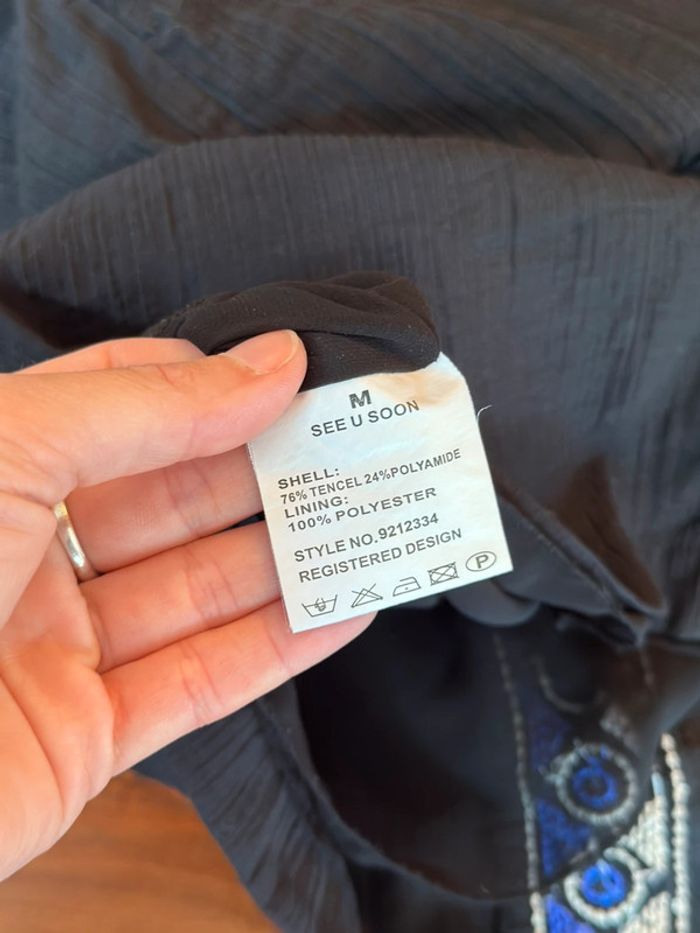 M
SEE U SOON
SHELL:
76% TENCEL 24%POLYAMIDE
LINING:
100% POLYESTER
STYLE NO.9212334
REGISTERED DESIGN
P